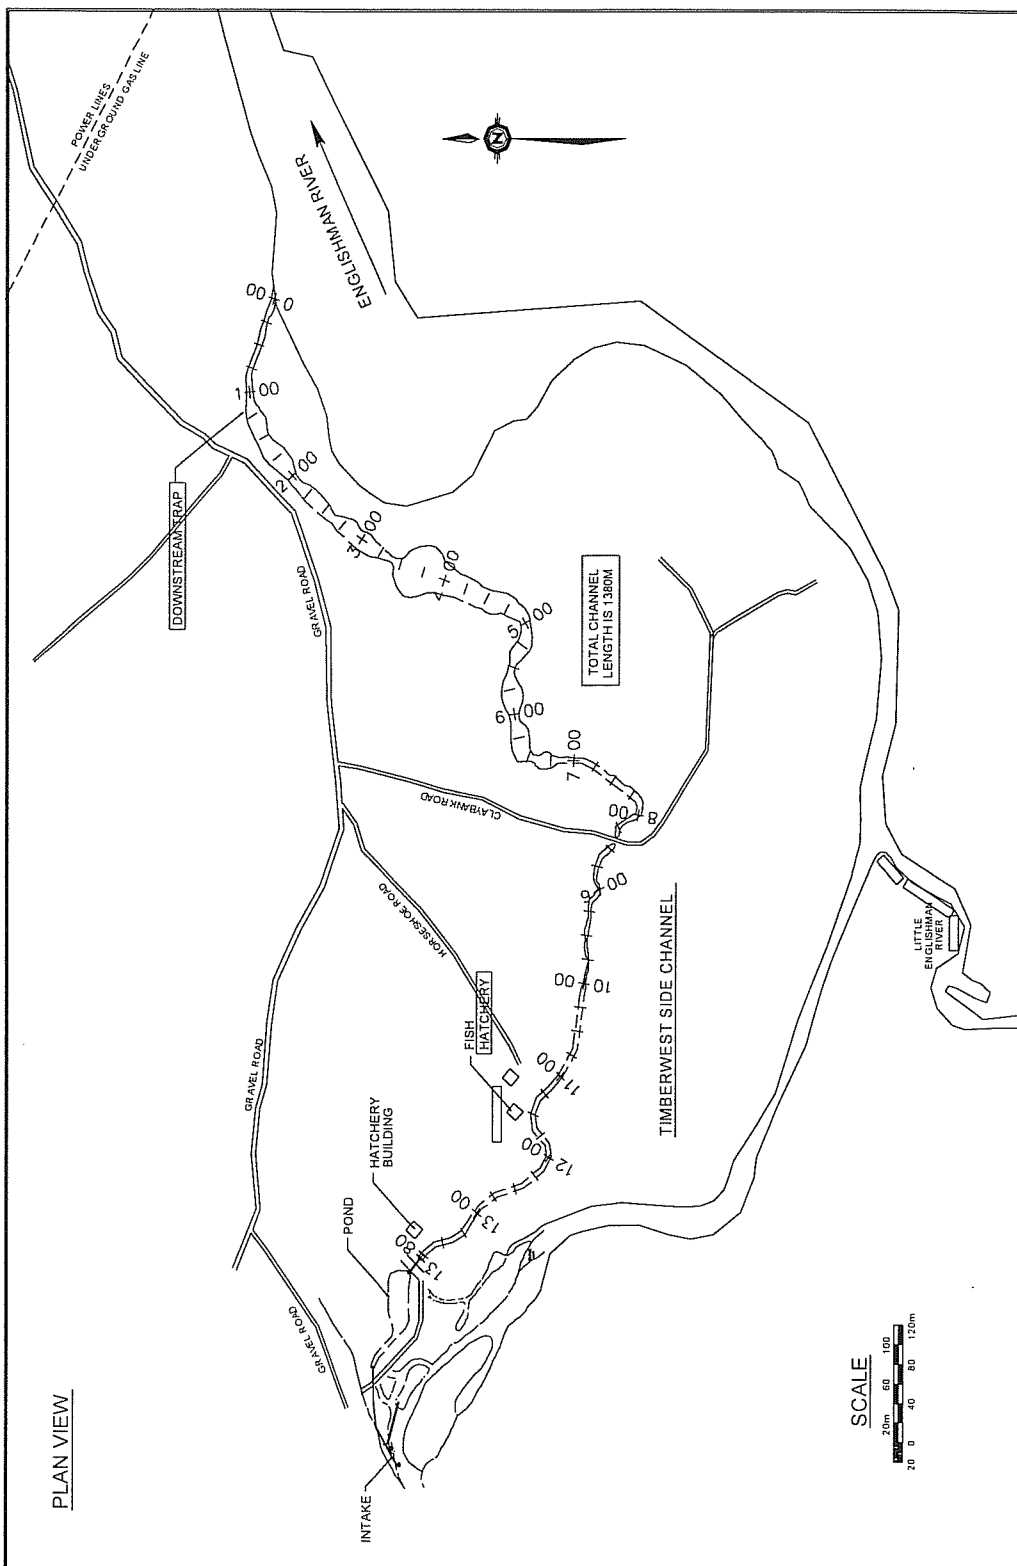 PLAN VIEW
POWER LINES
UNDERGROUND GAS LINE
ENGLISHMAN RIVER
N
DOWNSTREAM TRAP
GRAVEL ROAD
GRAVEL ROAD
GRAVEL ROAD
CLAYBANK ROAD
HORSESHOE ROAD
FISH
HATCHERY
HATCHERY
BUILDING
POND
INTAKE
TOTAL CHANNEL
LENGTH IS 1380M
TIMBERWEST SIDE CHANNEL
LITTLE
ENGLISHMAN
RIVER
0 00
1 00
2 00
3 00
4 00
5 00
6 00
7 00
8 00
9 00
10 00
11 00
12 00
13 00
13 80
SCALE
20m 60 100
20 0 40 80 120m